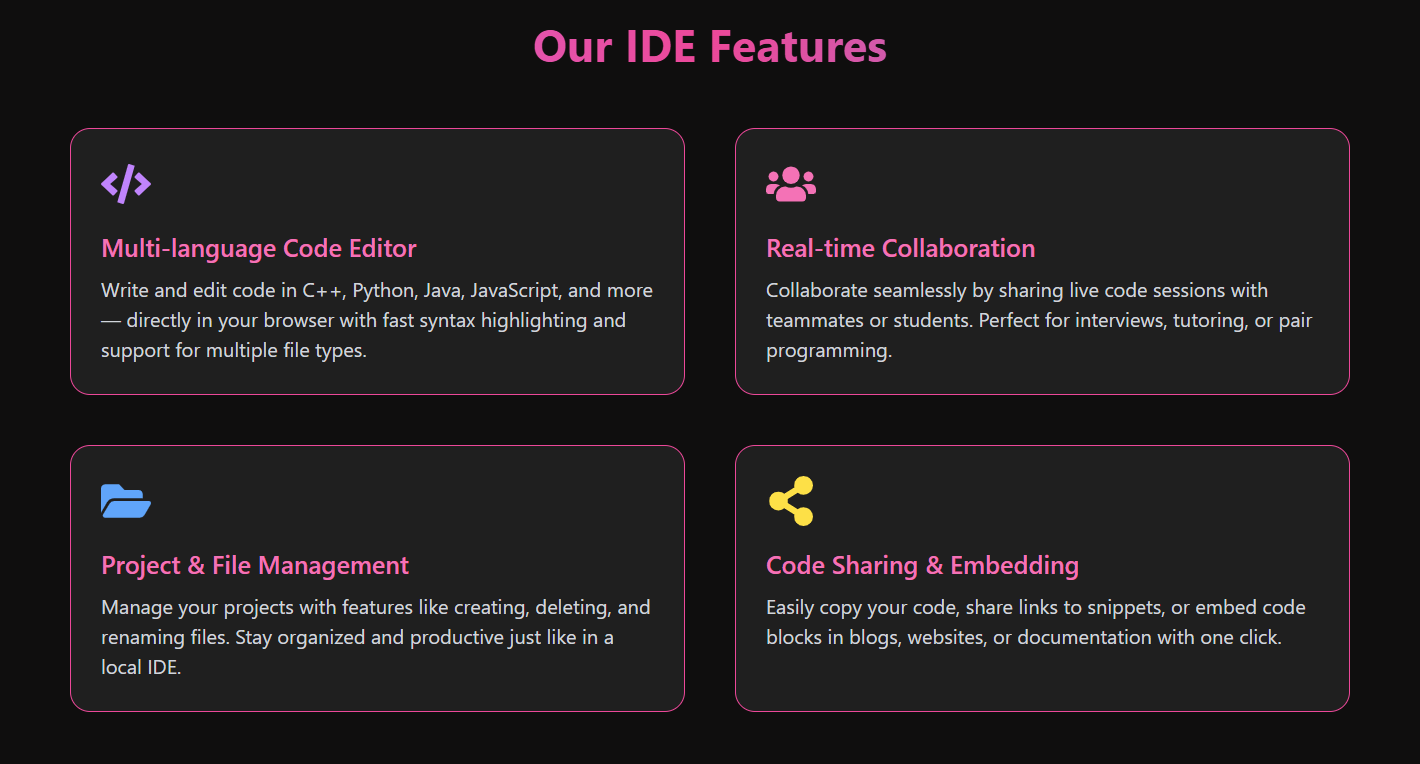 Our IDE Features
Multi-language Code Editor
Write and edit code in C++, Python, Java, JavaScript, and more
— directly in your browser with fast syntax highlighting and
support for multiple file types.
Real-time Collaboration
Collaborate seamlessly by sharing live code sessions with
teammates or students. Perfect for interviews, tutoring, or pair
programming.
Project & File Management
Manage your projects with features like creating, deleting, and
renaming files. Stay organized and productive just like in a
local IDE.
Code Sharing & Embedding
Easily copy your code, share links to snippets, or embed code
blocks in blogs, websites, or documentation with one click.